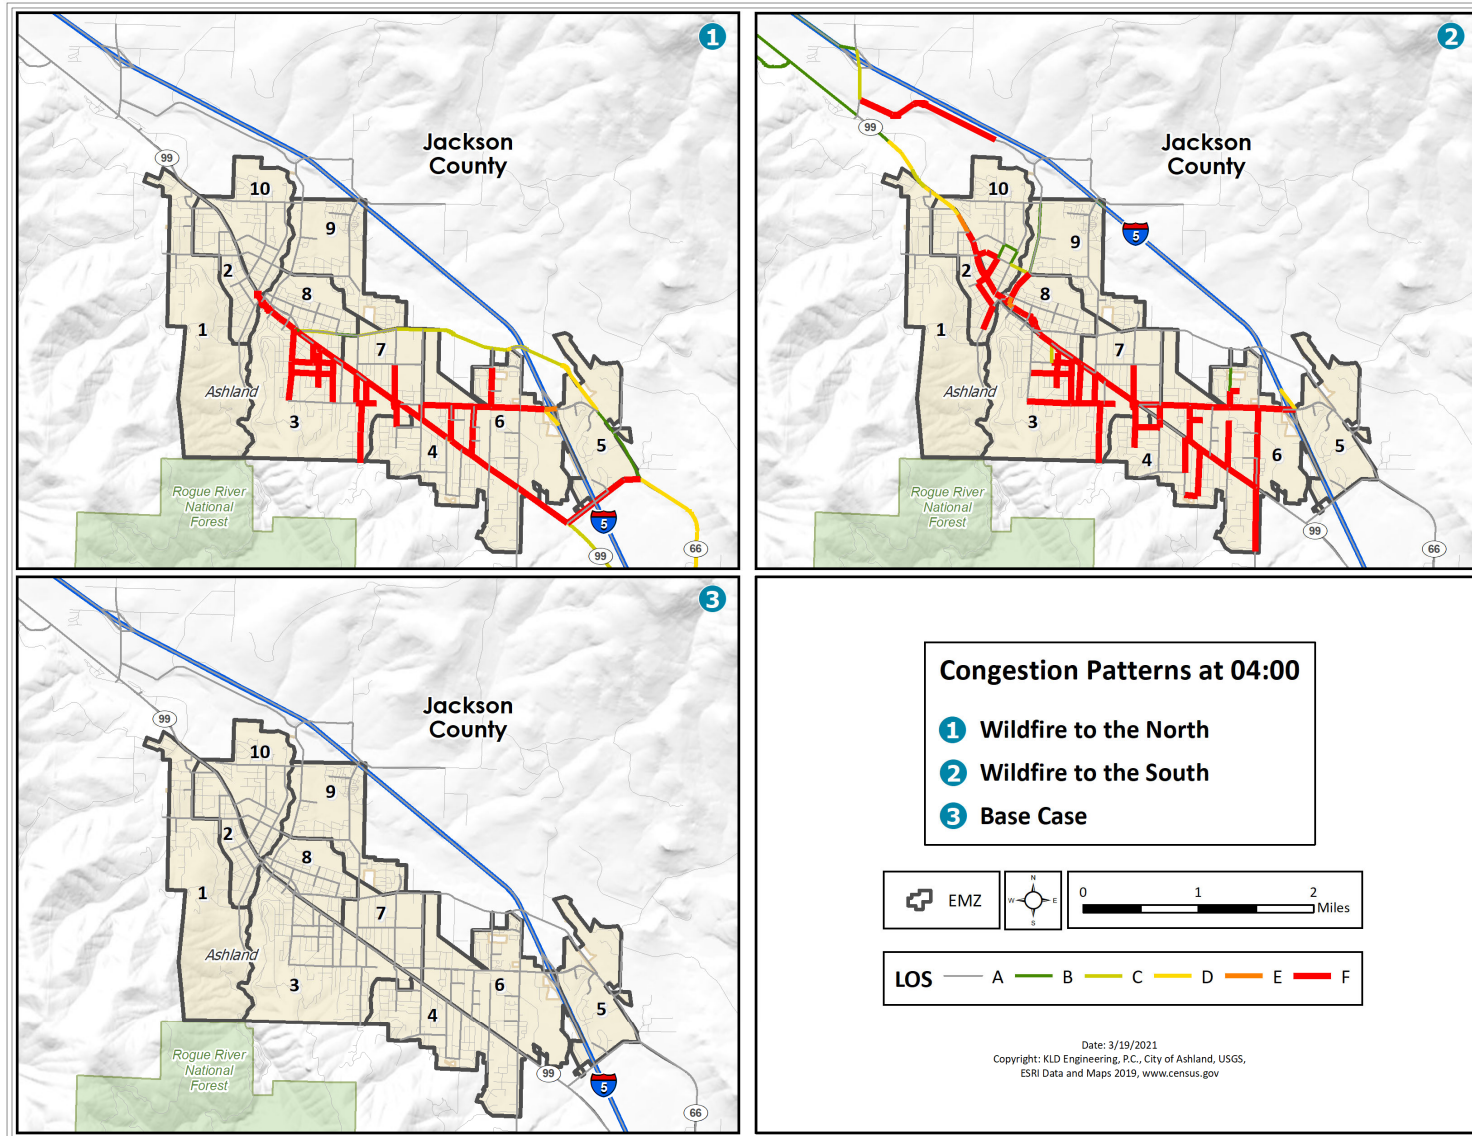 1
Jackson
County
99
10
9
2
8
1
7
Ashland
3
6
4
5
Rogue River
National
Forest
5
99
66
2
Jackson
County
99
10
5
9
2
8
1
7
Ashland
3
4
6
5
Rogue River
National
Forest
5
99
66
3
Jackson
County
99
10
9
2
8
1
7
Ashland
3
6
4
5
Rogue River
National
Forest
99
5
66
Congestion Patterns at 04:00
1 Wildfire to the North
2 Wildfire to the South
3 Base Case
EMZ
N
W E
S
0 1 2
Miles
LOS A B C D E F
Date: 3/19/2021
Copyright: KLD Engineering, P.C., City of Ashland, USGS,
ESRI Data and Maps 2019, www.census.gov